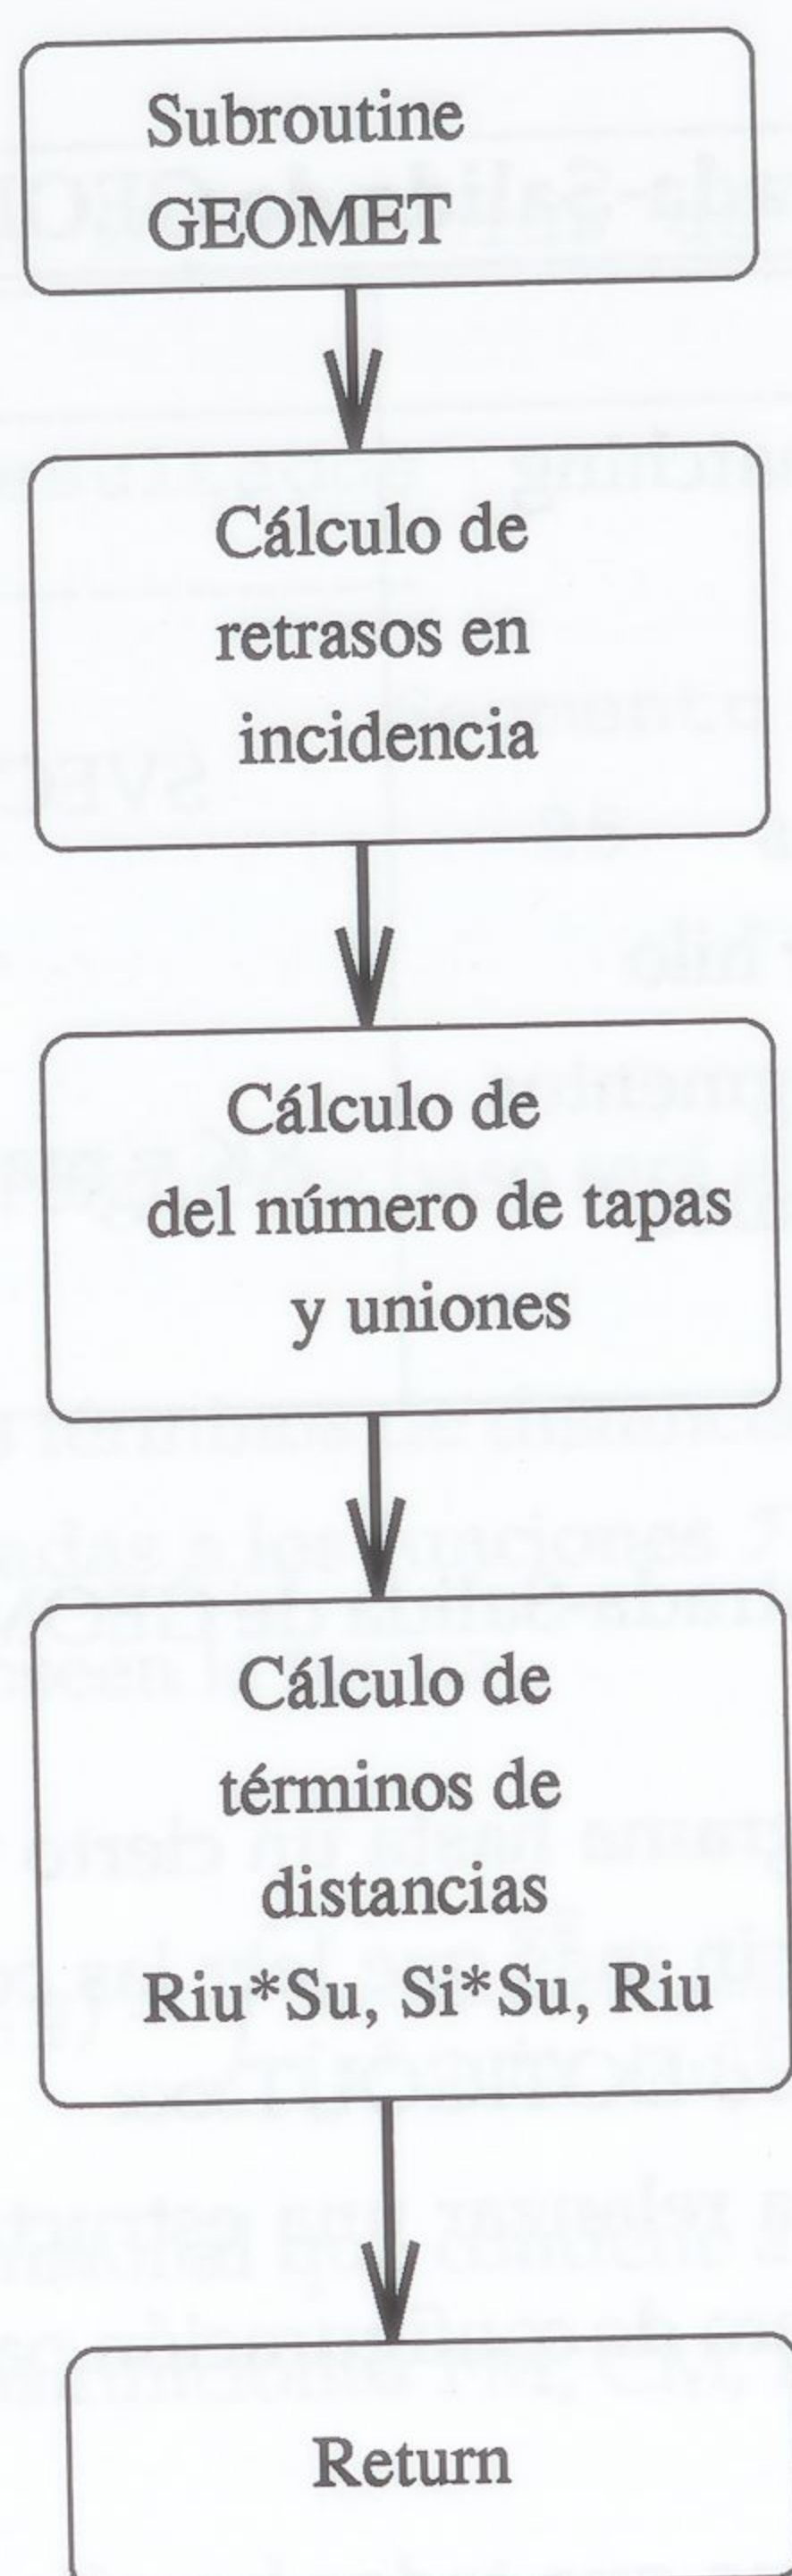 Subroutine
GEOMET
Cálculo de
retrasos en
incidencia
Cálculo de
del número de tapas
y uniones
Cálculo de
términos de
distancias
Riu*Su, Si*Su, Riu
Return